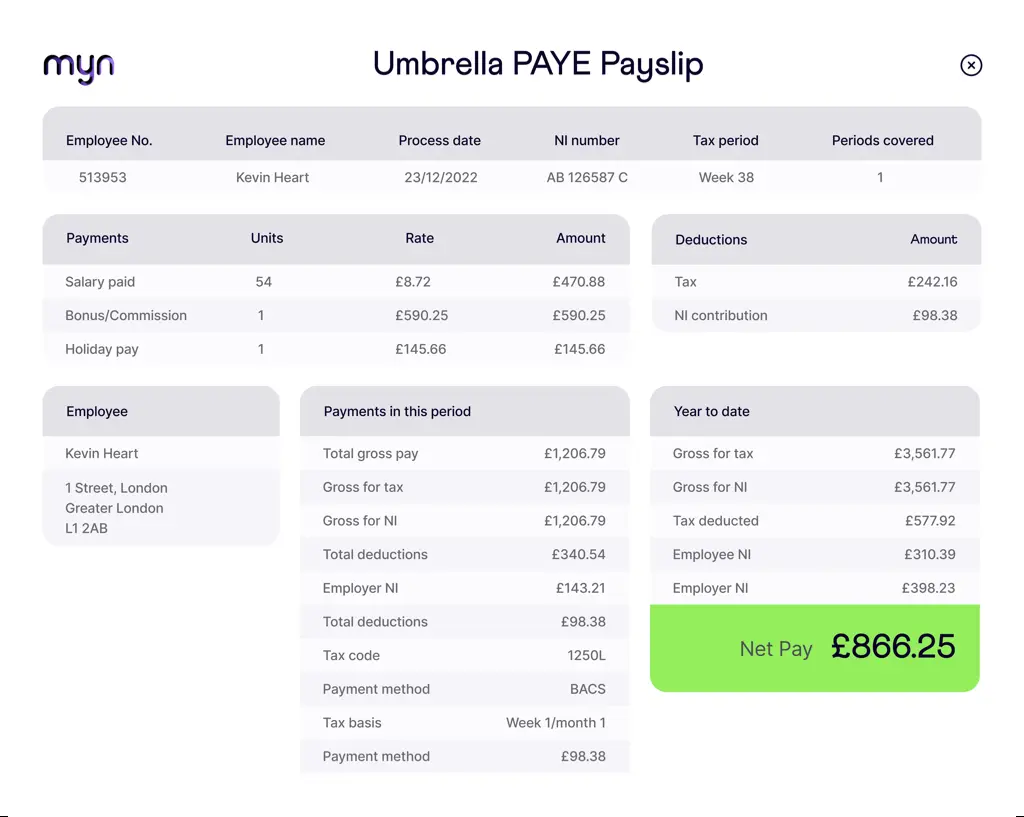 myn
Umbrella PAYE Payslip
Employee No. Employee name Process date NI number Tax period Periods covered
513953 Kevin Heart 23/12/2022 AB 126587 C Week 38 1
Payments Units Rate Amount
Salary paid 54 £8.72 £470.88
Bonus/Commission 1 £590.25 £590.25
Holiday pay 1 £145.66 £145.66
Deductions Amount
Tax £242.16
NI contribution £98.38
Employee
Kevin Heart
1 Street, London
Greater London
L1 2AB
Payments in this period
Total gross pay £1,206.79
Gross for tax £1,206.79
Gross for NI £1,206.79
Total deductions £340.54
Employer NI £143.21
Total deductions £98.38
Tax code 1250L
Payment method BACS
Tax basis Week 1/month 1
Payment method £98.38
Year to date
Gross for tax £3,561.77
Gross for NI £3,561.77
Tax deducted £577.92
Employee NI £310.39
Employer NI £398.23
Net Pay £866.25